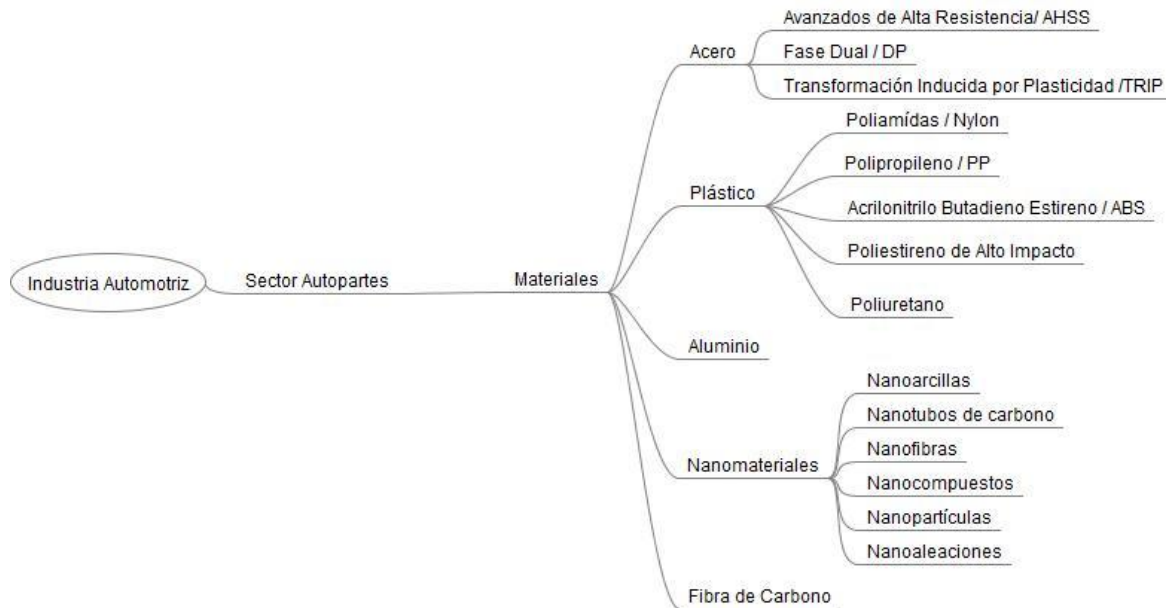 Industria Automotriz
Sector Autopartes
Materiales
Acero
Avanzados de Alta Resistencia/ AHSS
Fase Dual / DP
Transformación Inducida por Plasticidad /TRIP
Plástico
Poliamídas / Nylon
Polipropileno / PP
Acrilonitrilo Butadieno Estireno / ABS
Poliestireno de Alto Impacto
Poliuretano
Aluminio
Nanomateriales
Nanoarcillas
Nanotubos de carbono
Nanofibras
Nanocompuestos
Nanopartículas
Nanoaleaciones
Fibra de Carbono